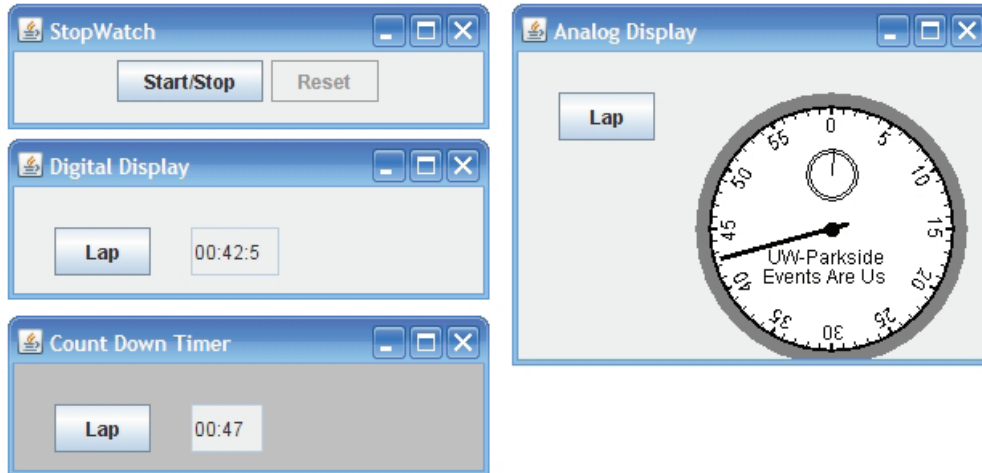 StopWatch
Start/Stop Reset
Digital Display
Lap 00:42:5
Count Down Timer
Lap 00:47
Analog Display
Lap
0
5
10
15
20
25
30
35
40
45
50
55
UW-Parkside
Events Are Us